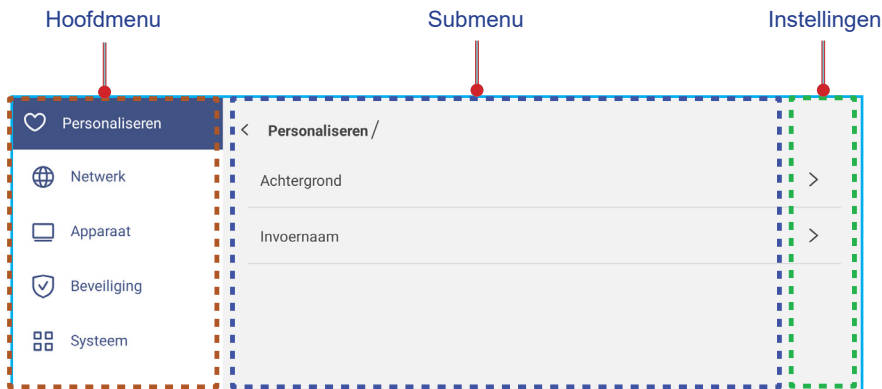 Hoofdmenu Submenu Instellingen
Personaliseren
Personaliseren /
Netwerk
Achtergrond
Apparaat
Invoernaam
Beveiliging
Systeem